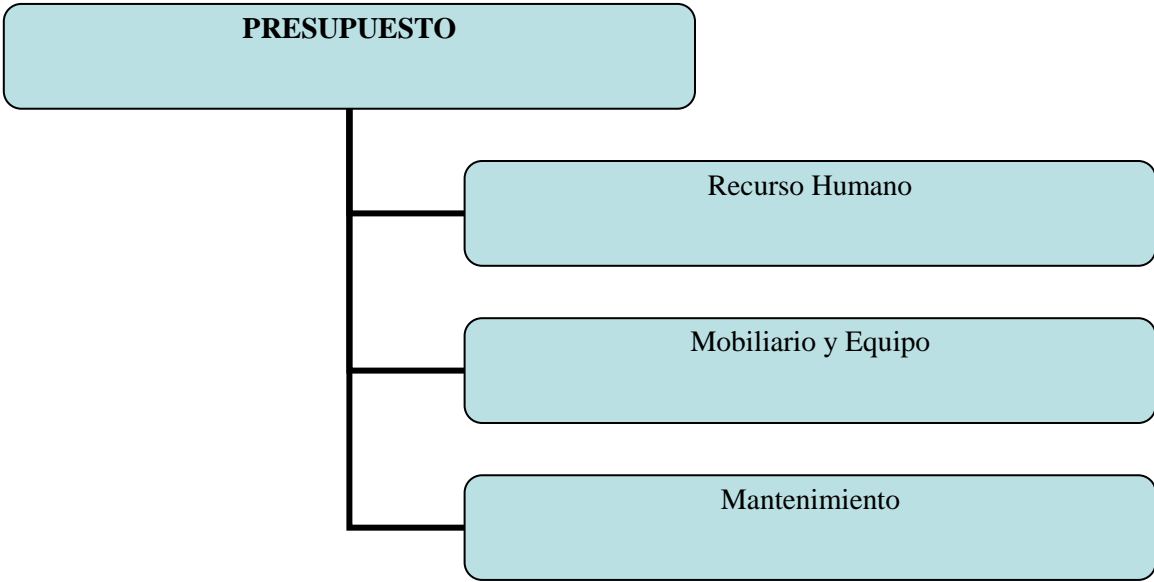 PRESUPUESTO
Recurso Humano
Mobiliario y Equipo
Mantenimiento